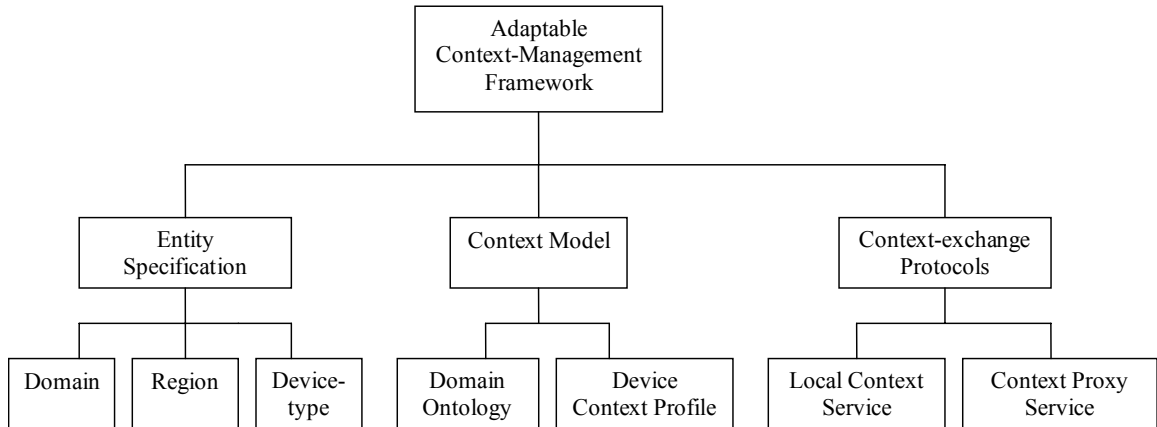 Adaptable
Context-Management
Framework
Entity
Specification
Context Model
Context-exchange
Protocols
Domain
Region
Device-
type
Domain
Ontology
Device
Context Profile
Local Context
Service
Context Proxy
Service